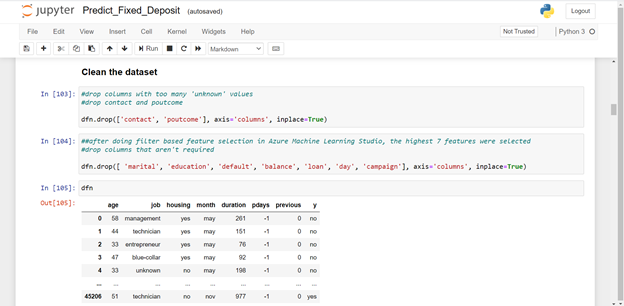 jupyter Predict_Fixed_Deposit (autosaved)
Logout
File Edit View Insert Cell Kernel Widgets Help
Not Trusted
Python 3
Run
Markdown
Clean the dataset
In [103]: #drop columns with too many 'unknown' values
#drop contact and poutcome
dfn.drop(['contact', 'poutcome'], axis='columns', inplace=True)
In [104]: ##after doing filter based feature selection in Azure Machine Learning Studio, the highest 7 features were selected
#drop columns that aren't required
dfn.drop([ 'marital', 'education', 'default', 'balance', 'loan', 'day', 'campaign'], axis='columns', inplace=True)
In [105]: dfn
Out[105]:
age job housing month duration pdays previous y
0 58 management yes may 261 -1 0 no
1 44 technician yes may 151 -1 0 no
2 33 entrepreneur yes may 76 -1 0 no
3 47 blue-collar yes may 92 -1 0 no
4 33 unknown no may 198 -1 0 no
... ... ... ... ... ... ... ... ...
45206 51 technician no nov 977 -1 0 yes